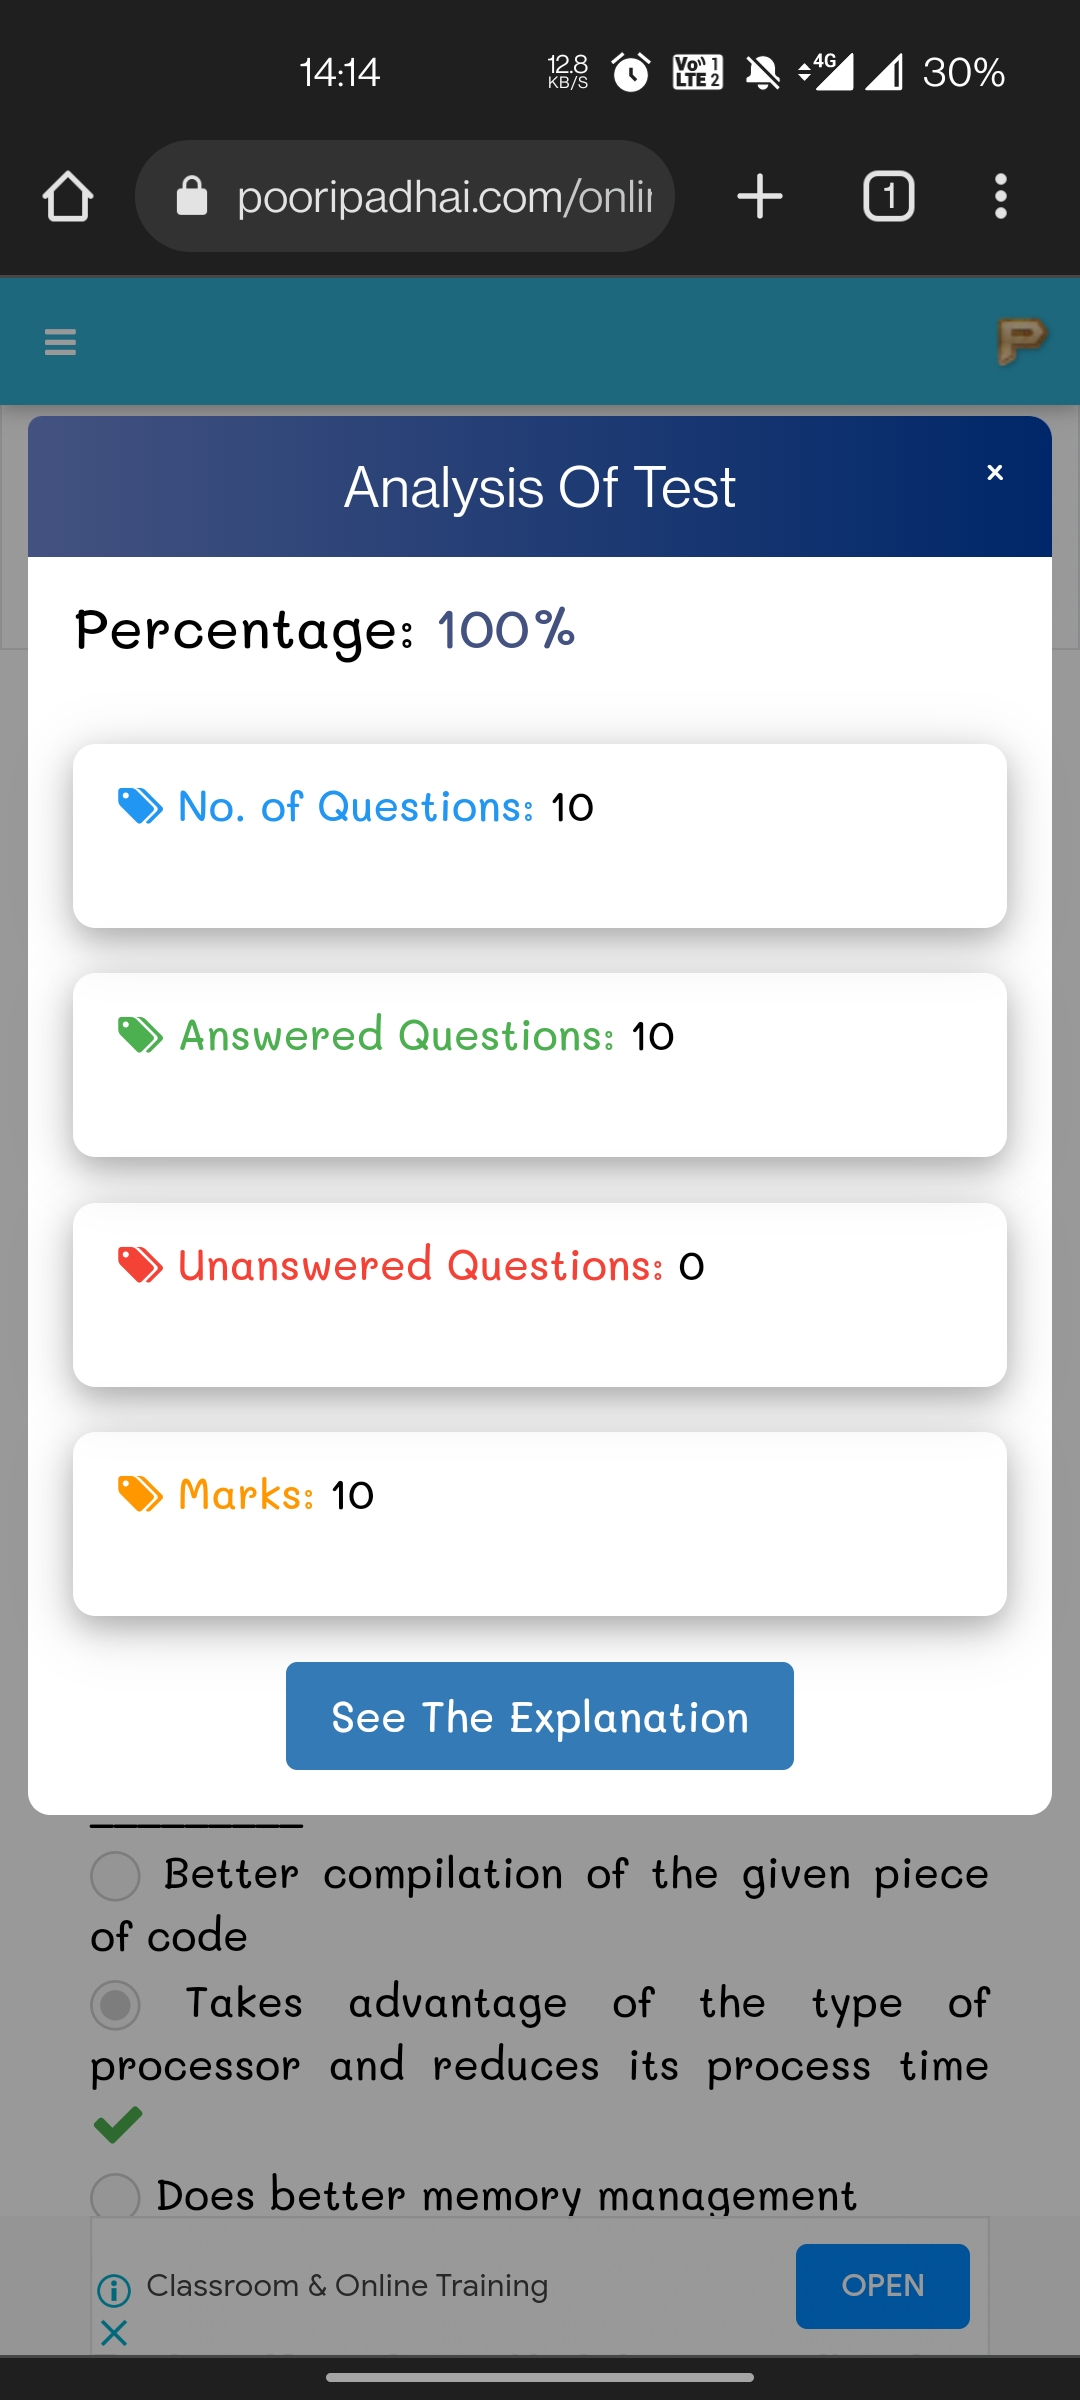 14:14
12.8
KB/S
Vo)) 1
LTE 2
4G
30%
pooripadhai.com/onlin
1
P
Analysis Of Test
×
Percentage: 100%
No. of Questions: 10
Answered Questions: 10
Unanswered Questions: 0
Marks: 10
See The Explanation
Better compilation of the given piece
of code
Takes advantage of the type of
processor and reduces its process time
Does better memory management
Classroom & Online Training
OPEN